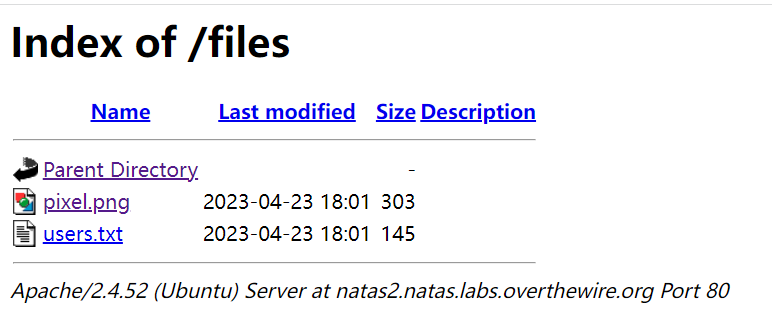 Index of /files
Name Last modified Size Description
Parent Directory -
pixel.png 2023-04-23 18:01 303
users.txt 2023-04-23 18:01 145
Apache/2.4.52 (Ubuntu) Server at natas2.natas.labs.overthewire.org Port 80